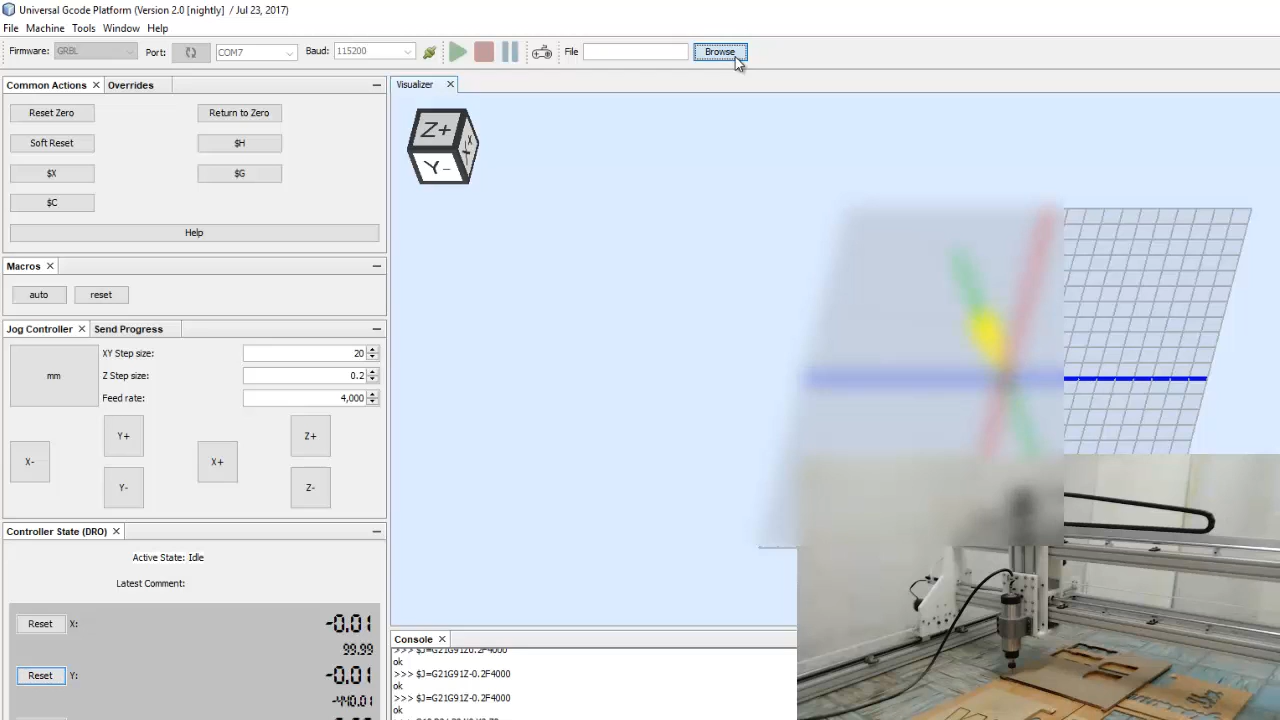 Universal Gcode Platform (Version 2.0 [nightly] / Jul 23, 2017)
File Machine Tools Window Help
Firmware: GRBL Port: COM7 Baud: 115200 File Browse
Common Actions Overrides
Reset Zero Return to Zero
Soft Reset $H
$X $G
$C
Help
Macros
auto reset
Jog Controller Send Progress
mm
XY Step size: 20
Z Step size: 0.2
Feed rate: 4,000
X- Y+ Y- X+ Z+ Z-
Controller State (DRO)
Active State: Idle
Latest Comment:
Reset X: -0.01
99.99
Reset Y: -0.01
-440.01
Visualizer
Z+
Y-
Console
>>> $J=G21G91Z0.2F4000
ok
>>> $J=G21G91Z-0.2F4000
ok
>>> $J=G21G91Z-0.2F4000
ok